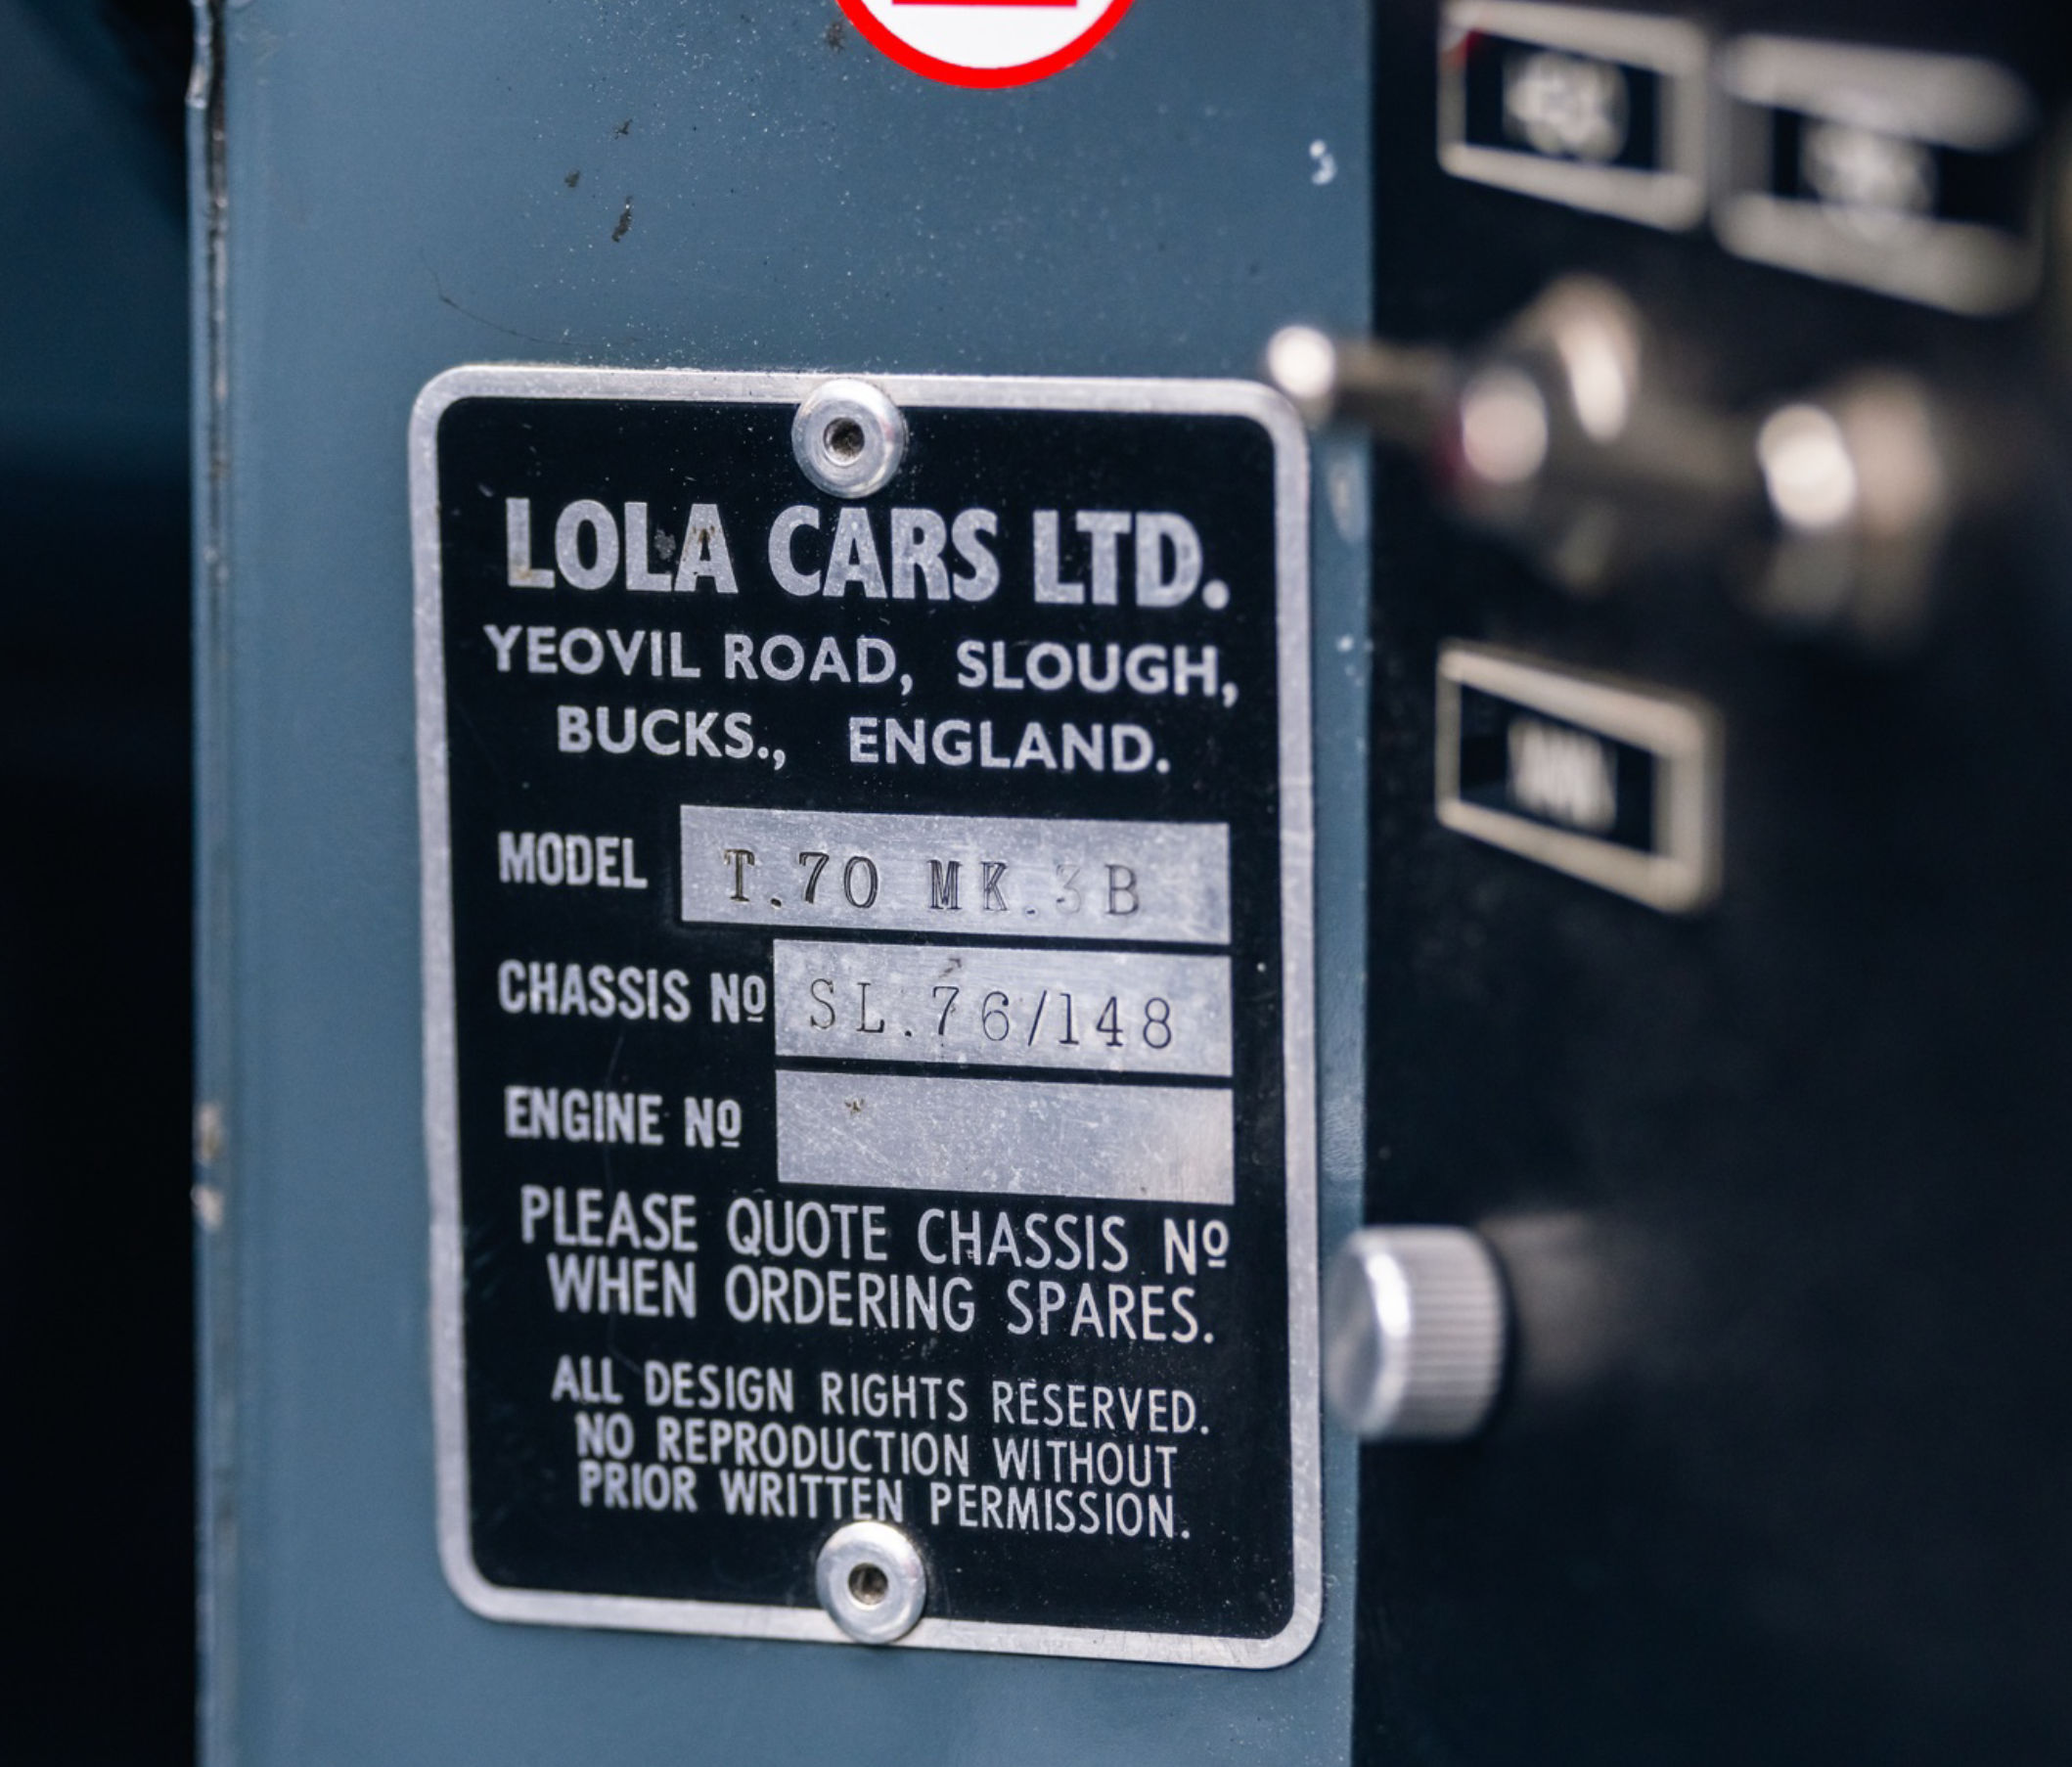 LOLA CARS LTD.
YEOVIL ROAD, SLOUGH,
BUCKS., ENGLAND.
MODEL T.70 MK.3B
CHASSIS Nº SL.76/148
ENGINE Nº
PLEASE QUOTE CHASSIS Nº
WHEN ORDERING SPARES.
ALL DESIGN RIGHTS RESERVED.
NO REPRODUCTION WITHOUT
PRIOR WRITTEN PERMISSION.